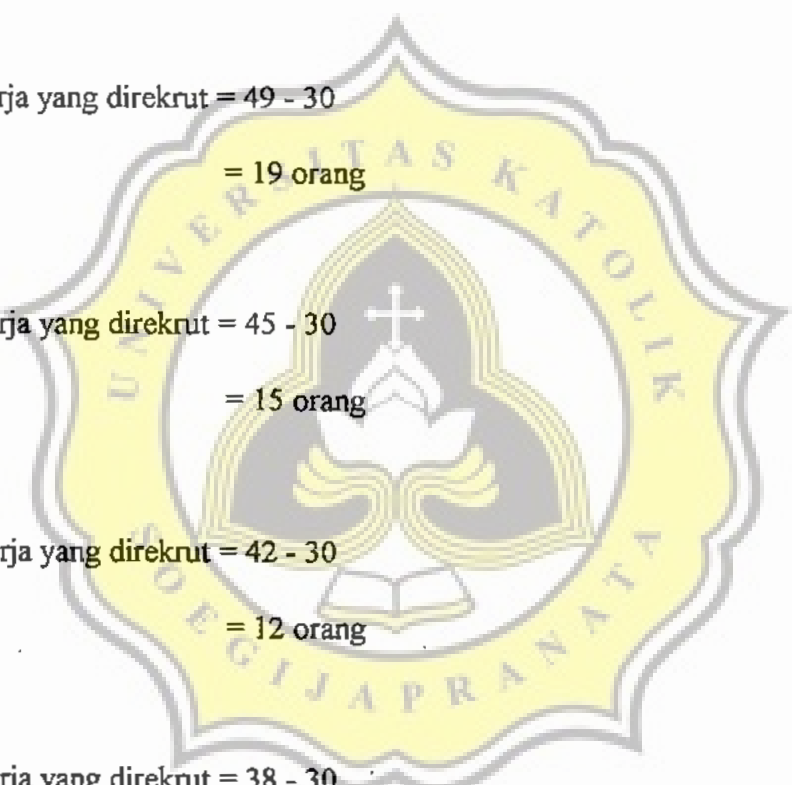 rja yang direkrut = 49 - 30
= 19 orang
rja yang direkrut = 45 - 30
= 15 orang
rja yang direkrut = 42 - 30
= 12 orang
rja yang direkrut = 38 - 30
UNIVERSITAS KATOLIK
SOEGIJAPRANATA